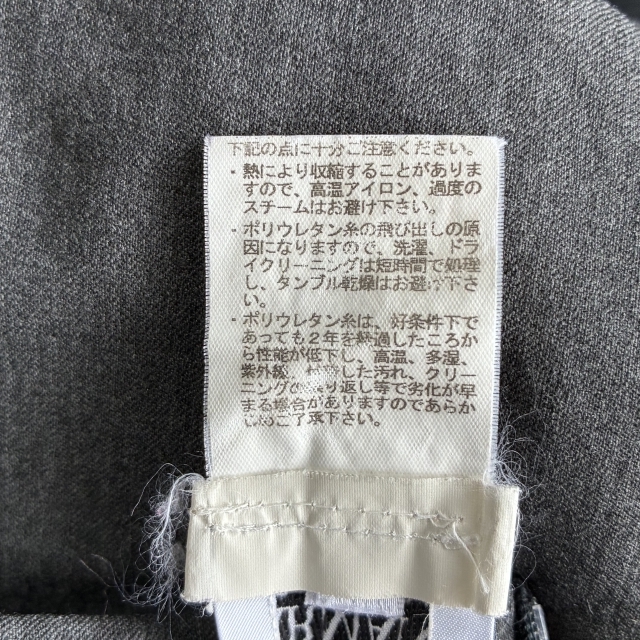 下記の点に十分ご注意ください。
・熱により収縮することがありま
すので、高温アイロン、過度の
スチームはお避け下さい。
・ポリウレタン糸の飛び出しの原
因になりますので、洗濯、ドラ
イクリーニングは短時間で処理
し、タンブル乾燥はお避け下さ
い。
・ポリウレタン糸は、好条件下で
あっても2年を経過したころか
ら性能が低下し、高温、多湿、
紫外線、付着した汚れ、クリー
ニングの繰り返し等で劣化が早
まる場合がありますのであらか
じめご了承下さい。